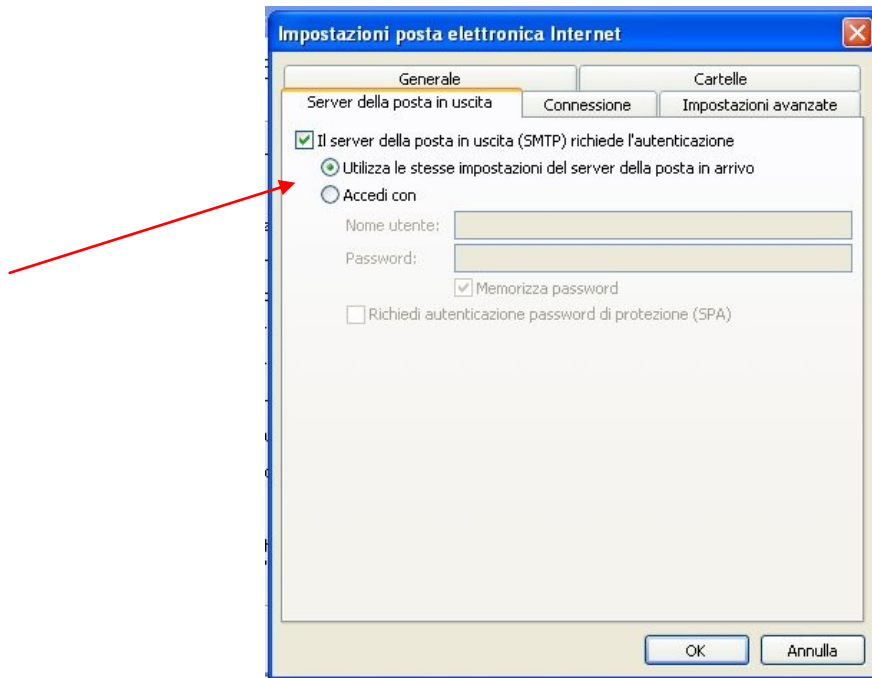 Impostazioni posta elettronica Internet
Generale
Cartelle
Server della posta in uscita
Connessione
Impostazioni avanzate
Il server della posta in uscita (SMTP) richiede l'autenticazione
Utilizza le stesse impostazioni del server della posta in arrivo
Accedi con
Nome utente:
Password:
Memorizza password
Richiedi autenticazione password di protezione (SPA)
OK
Annulla